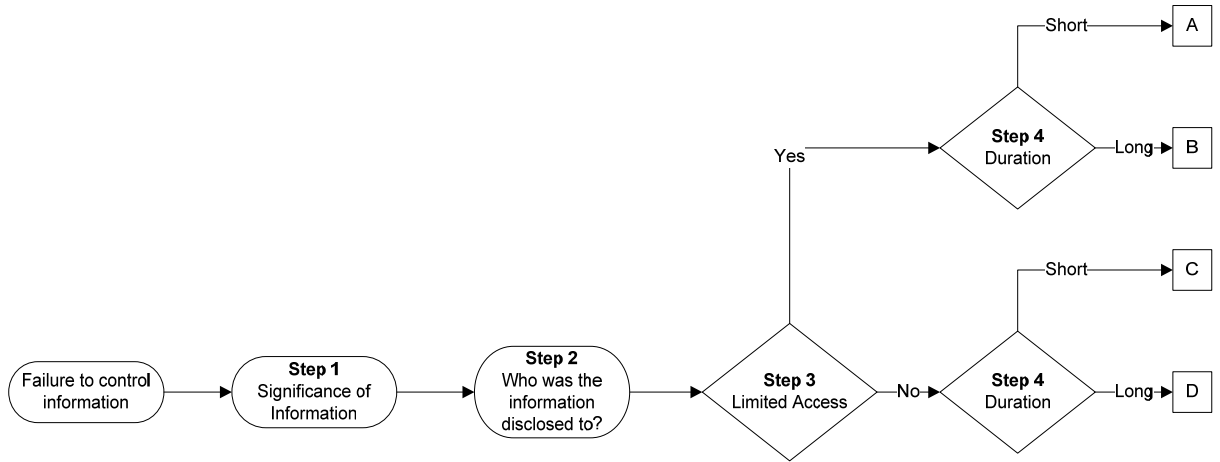 Failure to control
information
Step 1
Significance of
Information
Step 2
Who was the
information
disclosed to?
Step 3
Limited Access
Yes
Step 4
Duration
Short
A
Long
B
No
Step 4
Duration
Short
C
Long
D